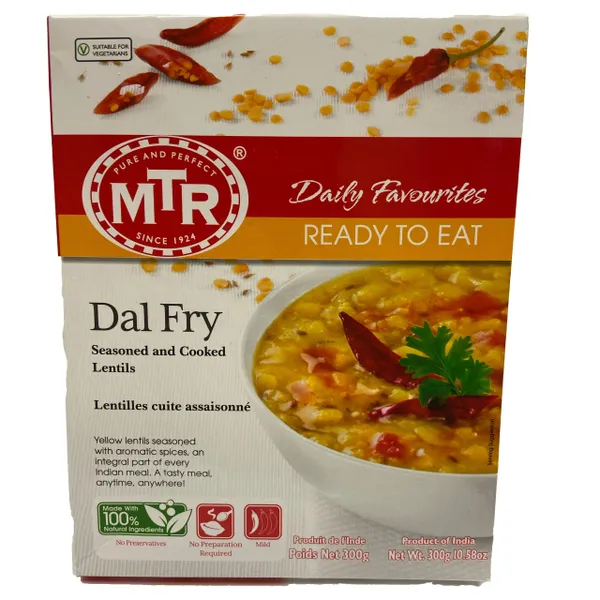 SUITABLE FOR
VEGETARIANS
PURE AND PERFECT
MTR®
SINCE 1924
Daily Favourites
READY TO EAT
Dal Fry
Seasoned and Cooked
Lentils
Lentilles cuite assaisonné
Yellow lentils seasoned
with aromatic spices, an
integral part of every
Indian meal. A tasty meal,
anytime, anywhere!
Made With
100%
Natural Ingredients
No Preservatives
No Preparation
Required
Mild
Produit de l'Inde
Poids Net 300g
Product of India
Net Wt. 300g (0.58oz